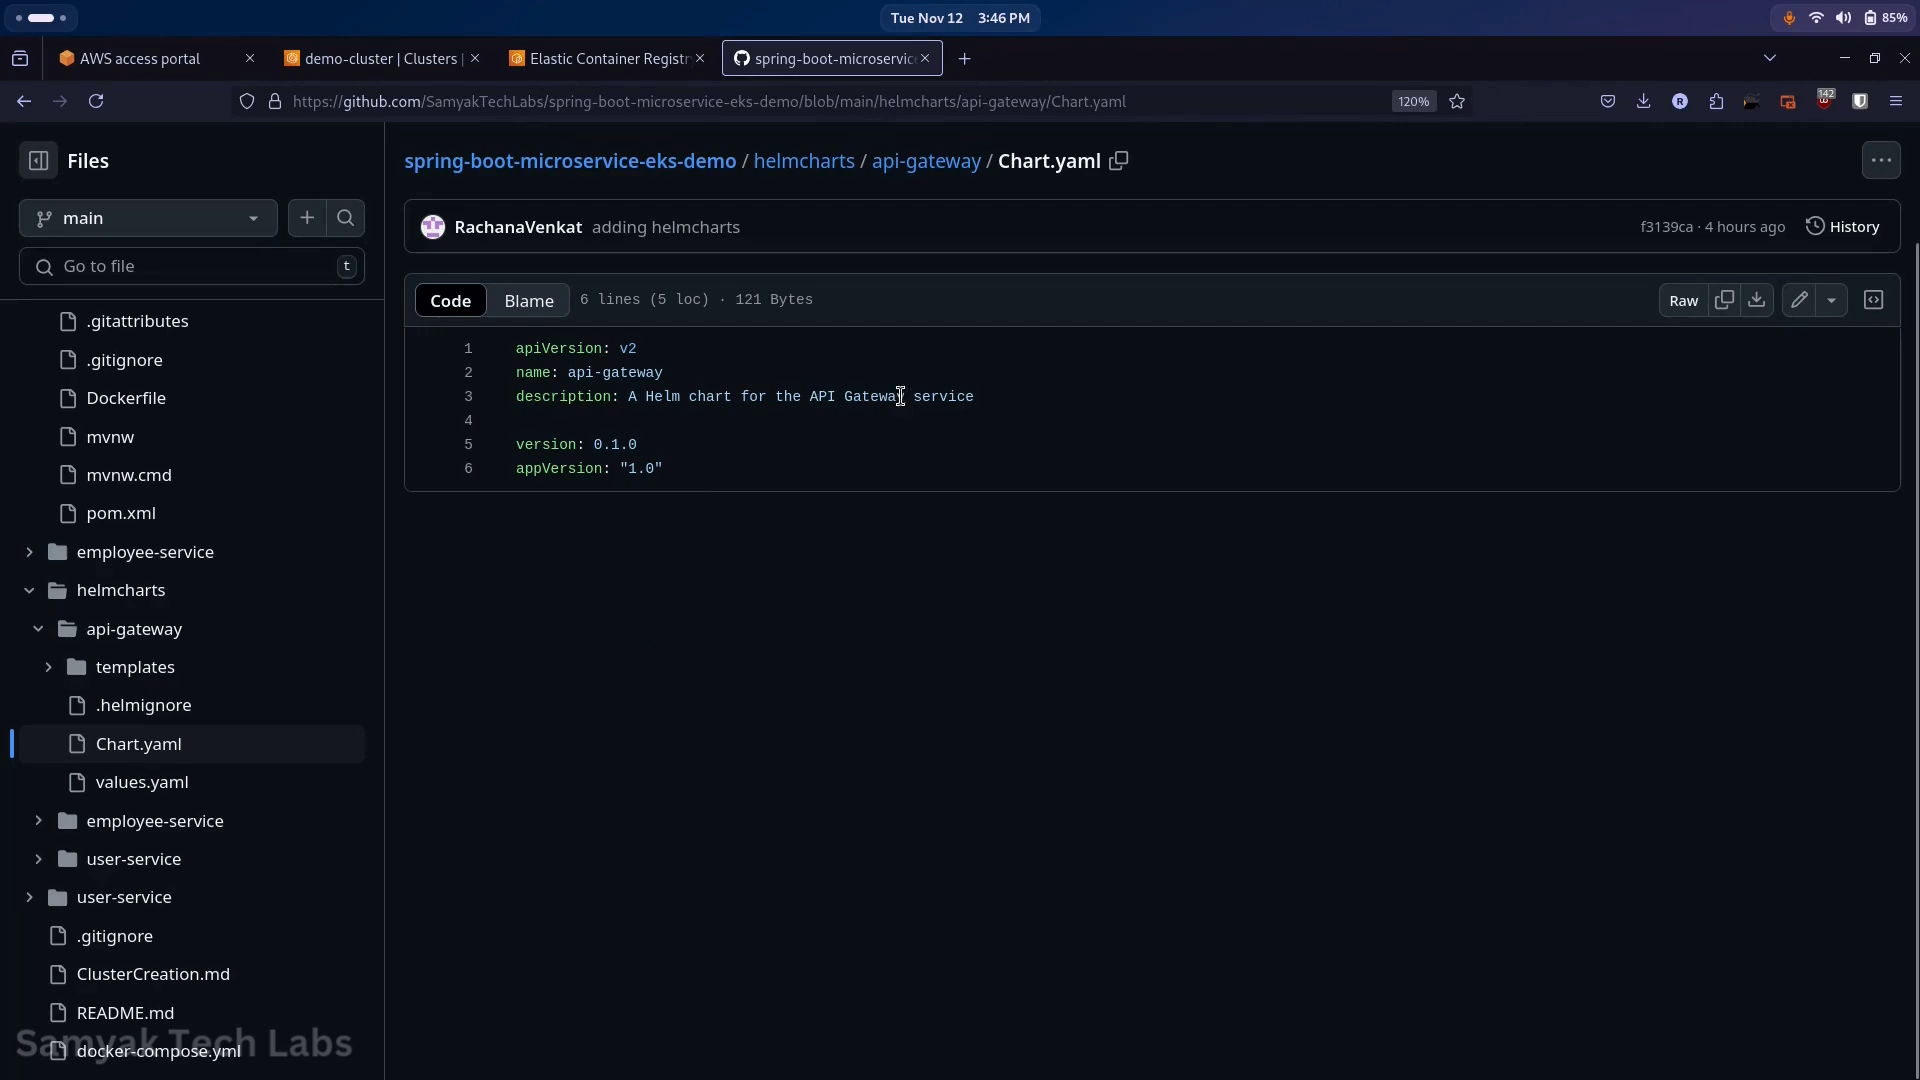 Tue Nov 12 3:46 PM
85%
AWS access portal
demo-cluster | Clusters |
Elastic Container Registr
spring-boot-microservic
https://github.com/SamyakTechLabs/spring-boot-microservice-eks-demo/blob/main/helmcharts/api-gateway/Chart.yaml
120%
R
142
Files
spring-boot-microservice-eks-demo / helmcharts / api-gateway / Chart.yaml
main
RachanaVenkat adding helmcharts
f3139ca · 4 hours ago
History
Go to file
t
Code
Blame
6 lines (5 loc) · 121 Bytes
Raw
1 apiVersion: v2
2 name: api-gateway
3 description: A Helm chart for the API Gateway service
4
5 version: 0.1.0
6 appVersion: "1.0"
.gitattributes
.gitignore
Dockerfile
mvnw
mvnw.cmd
pom.xml
employee-service
helmcharts
api-gateway
templates
.helmignore
Chart.yaml
values.yaml
employee-service
user-service
user-service
.gitignore
ClusterCreation.md
README.md
docker-compose.yml
Samyak Tech Labs